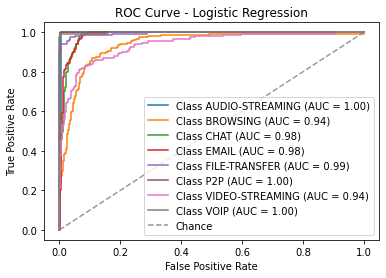 ROC Curve - Logistic Regression
True Positive Rate
1.0
0.8
0.6
0.4
0.2
0.0
Class AUDIO-STREAMING (AUC = 1.00)
Class BROWSING (AUC = 0.94)
Class CHAT (AUC = 0.98)
Class EMAIL (AUC = 0.98)
Class FILE-TRANSFER (AUC = 0.99)
Class P2P (AUC = 1.00)
Class VIDEO-STREAMING (AUC = 0.94)
Class VOIP (AUC = 1.00)
Chance
0.0 0.2 0.4 0.6 0.8 1.0
False Positive Rate